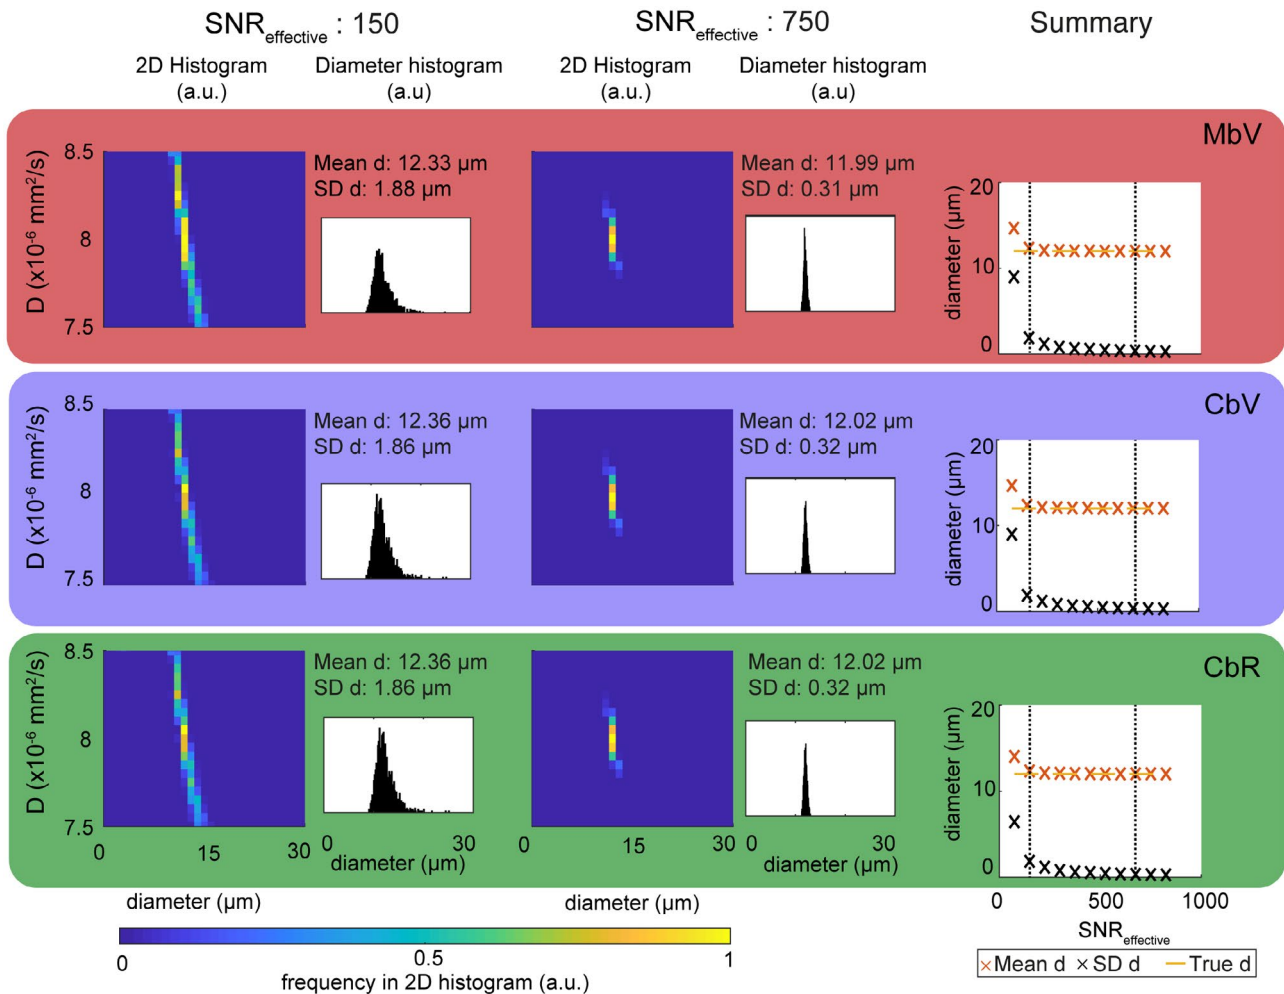 SNReffective : 150
SNReffective : 750
Summary
2D Histogram
(a.u.)
Diameter histogram
(a.u)
2D Histogram
(a.u.)
Diameter histogram
(a.u)
MbV
D (x10-6 mm2/s)
8.5
8
7.5
Mean d: 12.33 µm
SD d: 1.88 µm
Mean d: 11.99 µm
SD d: 0.31 µm
diameter (µm)
20
10
0
CbV
D (x10-6 mm2/s)
8.5
8
7.5
Mean d: 12.36 µm
SD d: 1.86 µm
Mean d: 12.02 µm
SD d: 0.32 µm
diameter (µm)
20
10
0
CbR
D (x10-6 mm2/s)
8.5
8
7.5
Mean d: 12.36 µm
SD d: 1.86 µm
Mean d: 12.02 µm
SD d: 0.32 µm
diameter (µm)
20
10
0
0 15 30
0 30
diameter (µm)
0 15 30
0 30
diameter (µm)
0 500 1000
SNReffective
diameter (µm)
diameter (µm)
0 0.5 1
frequency in 2D histogram (a.u.)
Mean d SD d True d